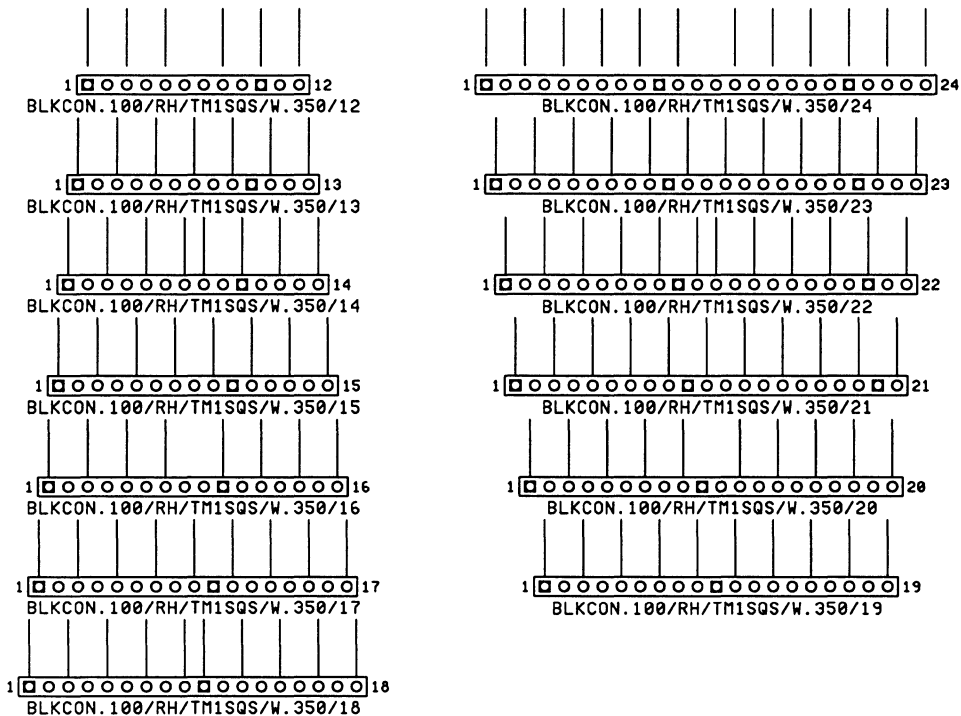 1 12
BLKCON.100/RH/TM1SQS/W.350/12
1 13
BLKCON.100/RH/TM1SQS/W.350/13
1 14
BLKCON.100/RH/TM1SQS/W.350/14
1 15
BLKCON.100/RH/TM1SQS/W.350/15
1 16
BLKCON.100/RH/TM1SQS/W.350/16
1 17
BLKCON.100/RH/TM1SQS/W.350/17
1 18
BLKCON.100/RH/TM1SQS/W.350/18
1 24
BLKCON.100/RH/TM1SQS/W.350/24
1 23
BLKCON.100/RH/TM1SQS/W.350/23
1 22
BLKCON.100/RH/TM1SQS/W.350/22
1 21
BLKCON.100/RH/TM1SQS/W.350/21
1 20
BLKCON.100/RH/TM1SQS/W.350/20
1 19
BLKCON.100/RH/TM1SQS/W.350/19